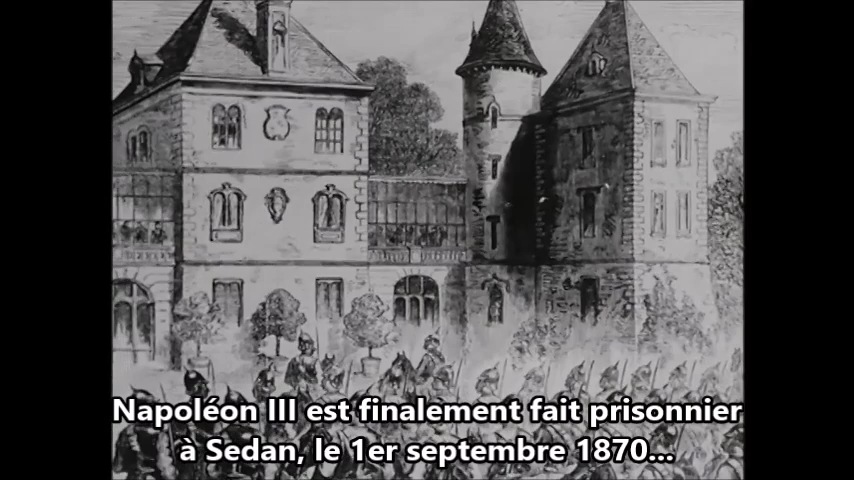 Napoléon III est finalement fait prisonnier
à Sedan, le 1er septembre 1870...